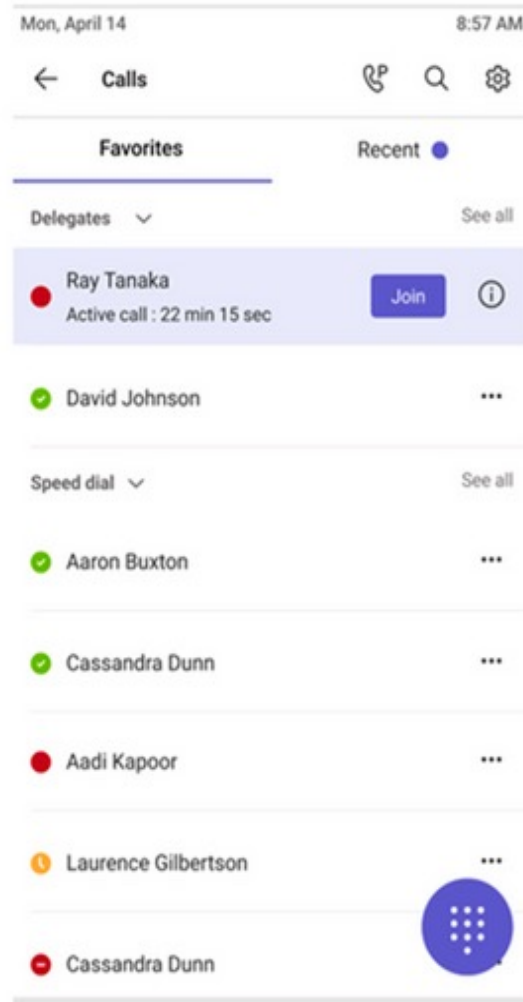 Mon, April 14 8:57 AM
Calls
Favorites Recent
Delegates See all
Ray Tanaka
Active call : 22 min 15 sec
Join
David Johnson
Speed dial See all
Aaron Buxton
Cassandra Dunn
Aadi Kapoor
Laurence Gilbertson
Cassandra Dunn